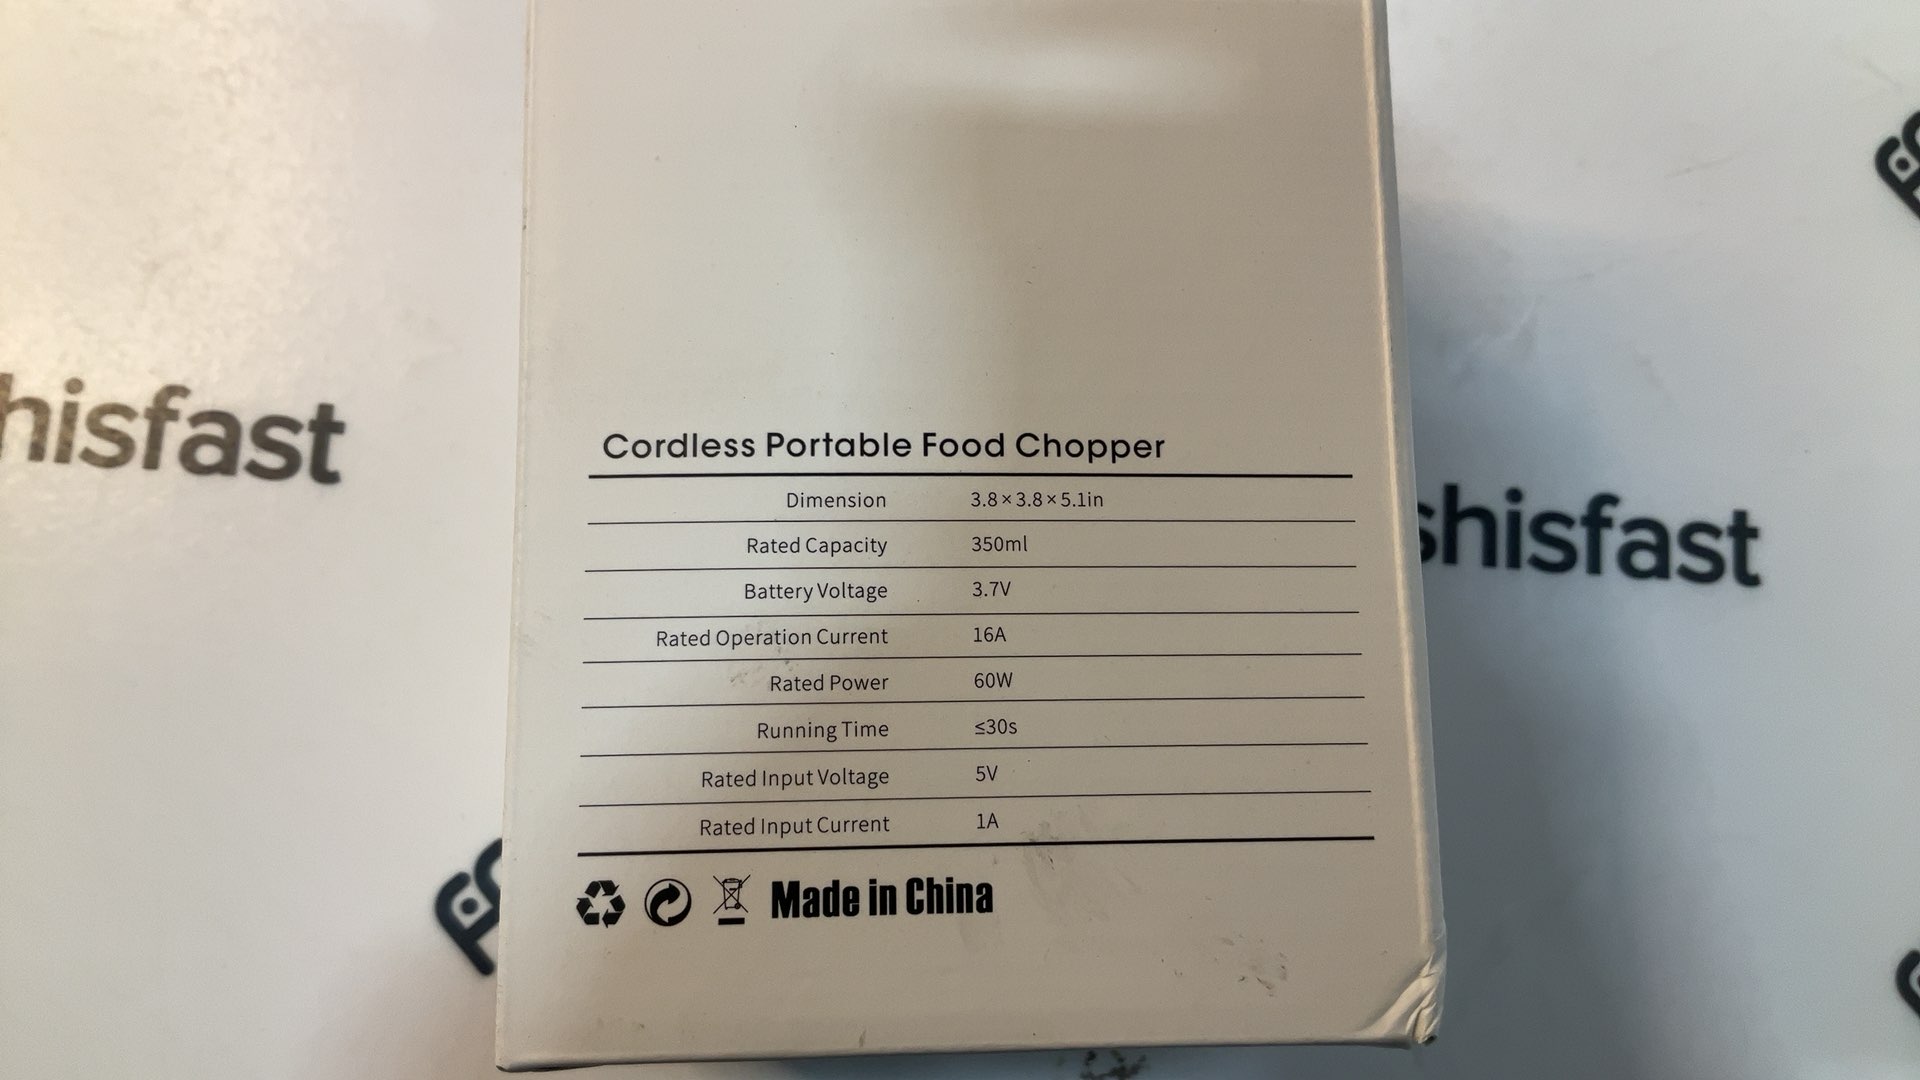 Cordless Portable Food Chopper
Dimension 3.8×3.8×5.1in
Rated Capacity 350ml
Battery Voltage 3.7V
Rated Operation Current 16A
Rated Power 60W
Running Time ≤30s
Rated Input Voltage 5V
Rated Input Current 1A
Made in China
hisfast
shisfast